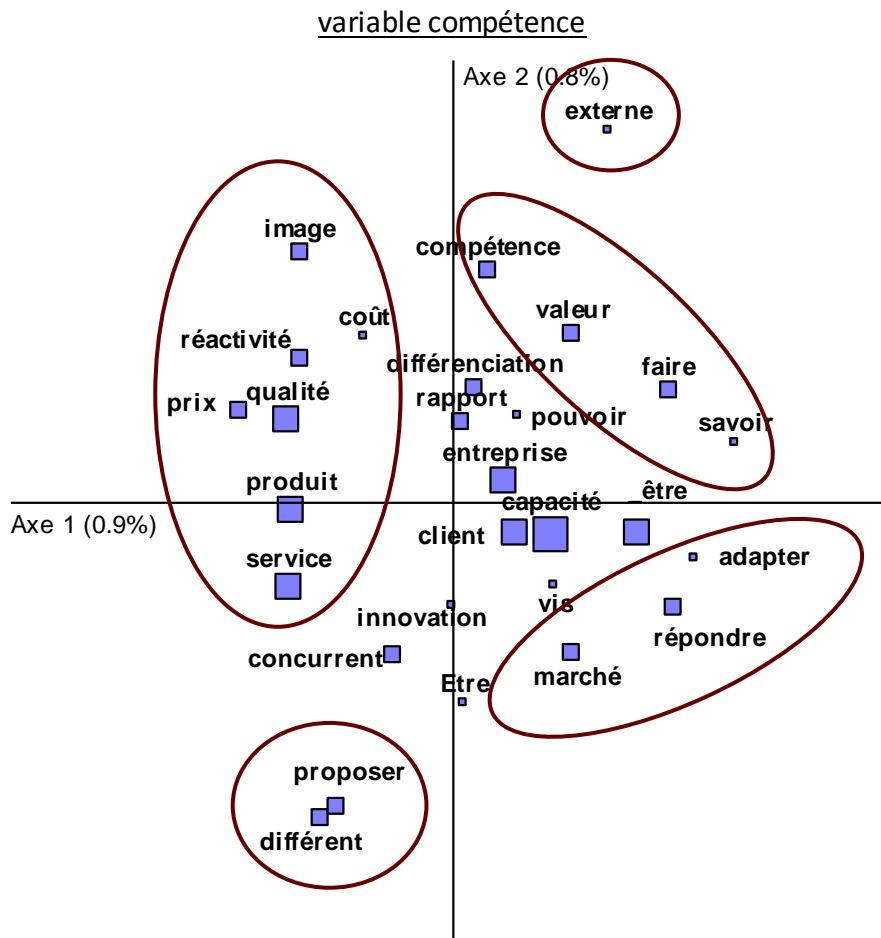 variable compétence
Axe 2 (0.8%)
externe
image
compétence
valeur
coût
réactivité
différenciation
faire
prix
qualité
rapport
pouvoir
savoir
entreprise
produit
capacité
_être
Axe 1 (0.9%)
client
service
adapter
vis
innovation
répondre
concurrent
marché
Etre
proposer
différent